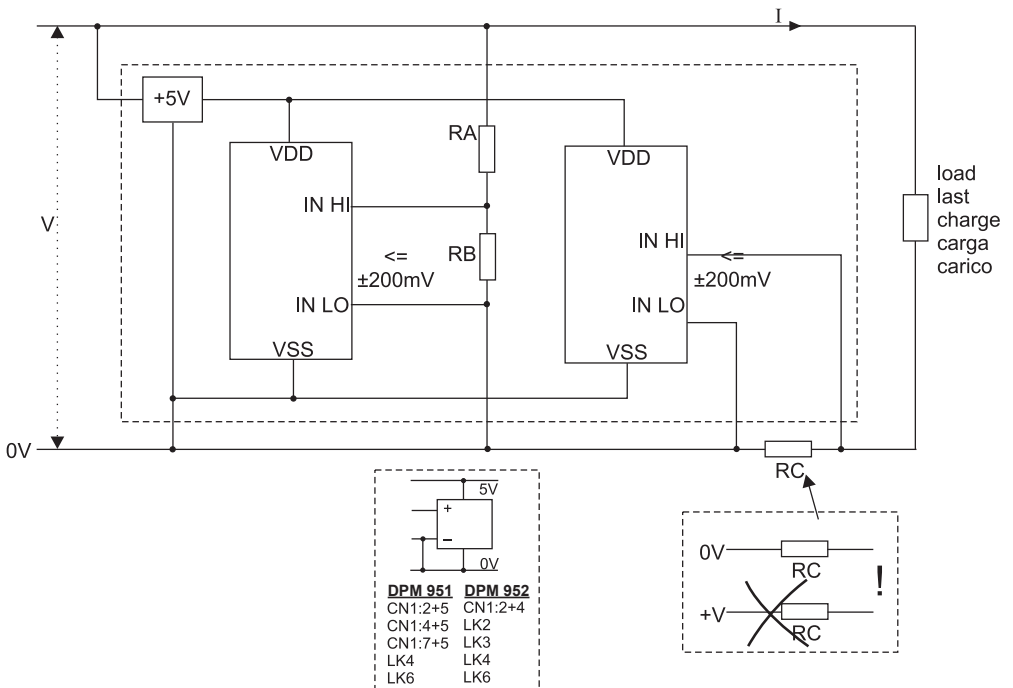 I
+5V
VDD
RA
VDD
load
last
charge
carga
carico
IN HI
V
IN HI
<=
±200mV
RB
<=
±200mV
IN LO
IN LO
VSS
VSS
0V
RC
5V
+
–
0V
DPM 951 DPM 952
CN1:2+5 CN1:2+4
CN1:4+5 LK2
CN1:7+5 LK3
LK4 LK4
LK6 LK6
0V
RC
!
+V
RC